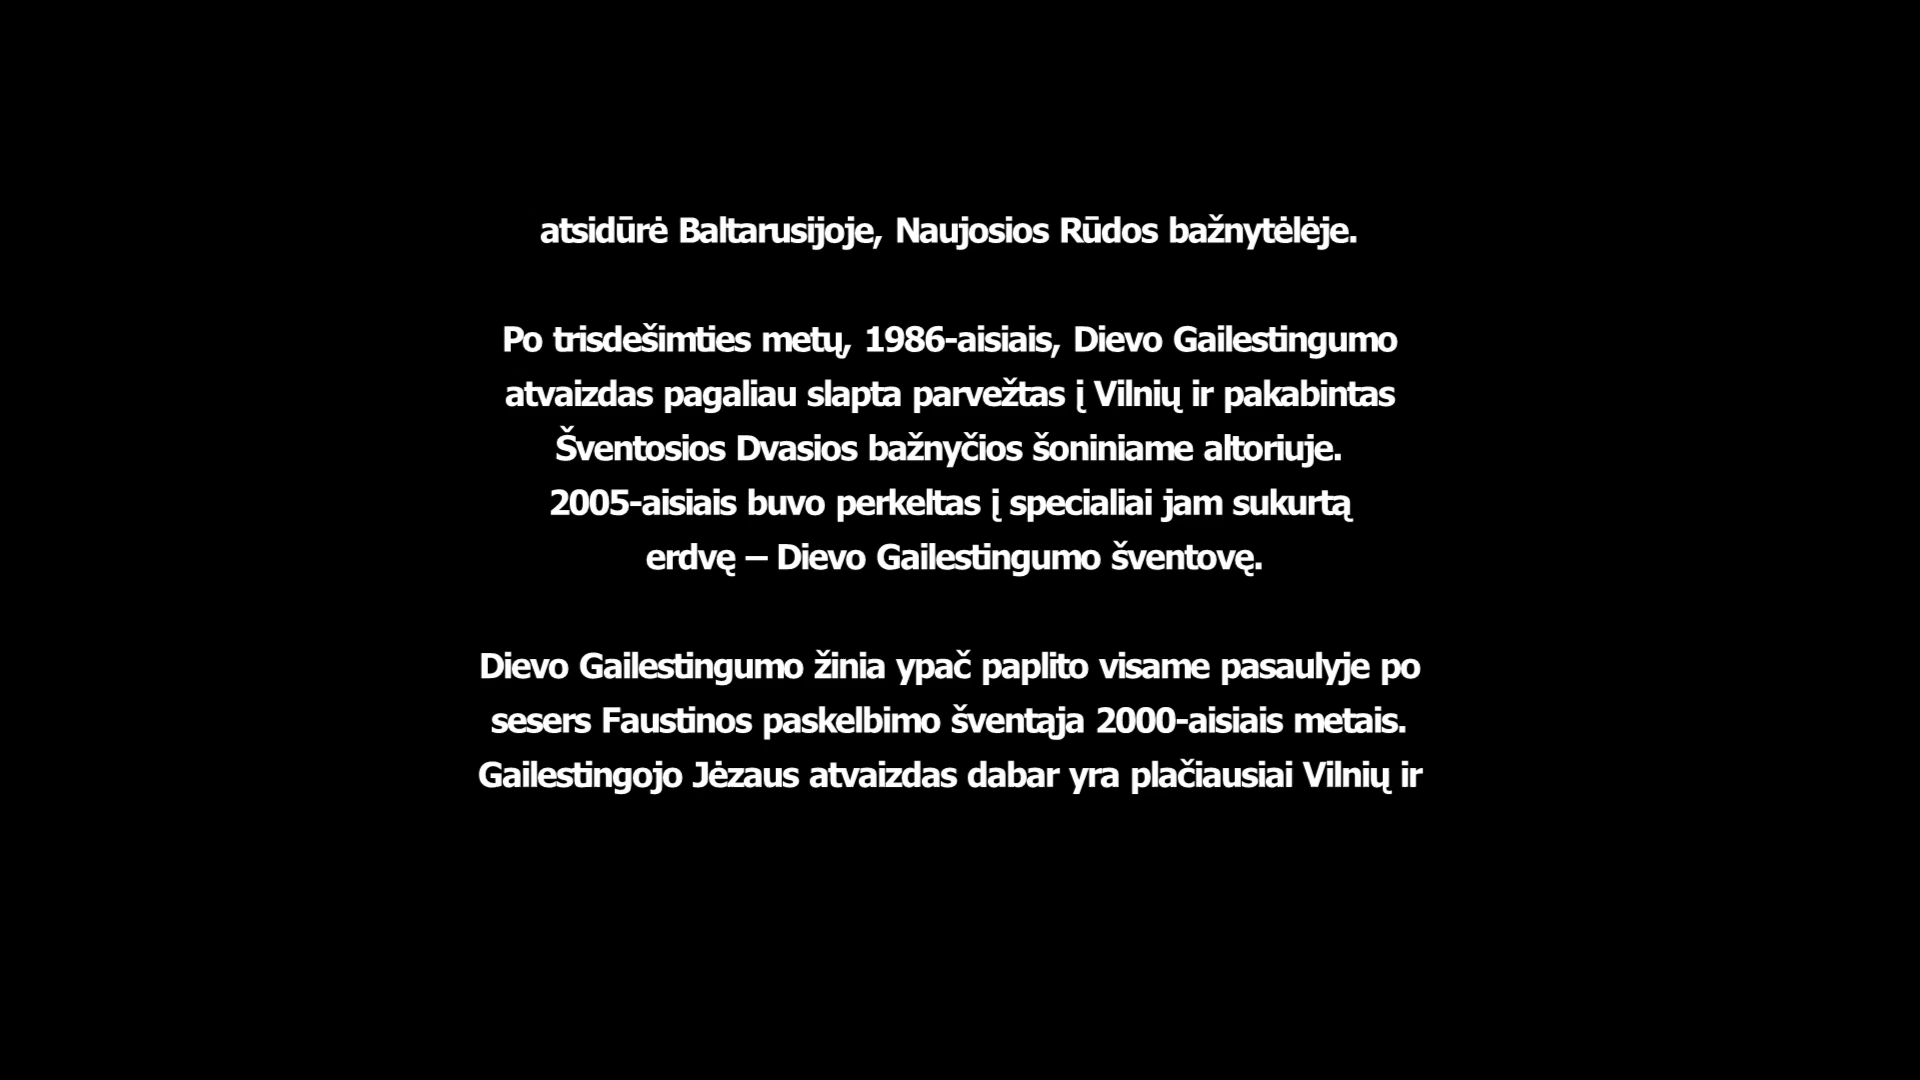 atsidūrė Baltarusijoje, Naujosios Rūdos bažnytėlėje.
Po trisdešimties metų, 1986-aisiais, Dievo Gailestingumo
atvaizdas pagaliau slapta parvežtas į Vilnių ir pakabintas
Šventosios Dvasios bažnyčios šoniniame altoriuje.
2005-aisiais buvo perkeltas į specialiai jam sukurtą
erdvę – Dievo Gailestingumo šventovę.
Dievo Gailestingumo žinia ypač paplito visame pasaulyje po
sesers Faustinos paskelbimo šventąja 2000-aisiais metais.
Gailestingojo Jėzaus atvaizdas dabar yra plačiausiai Vilnių ir